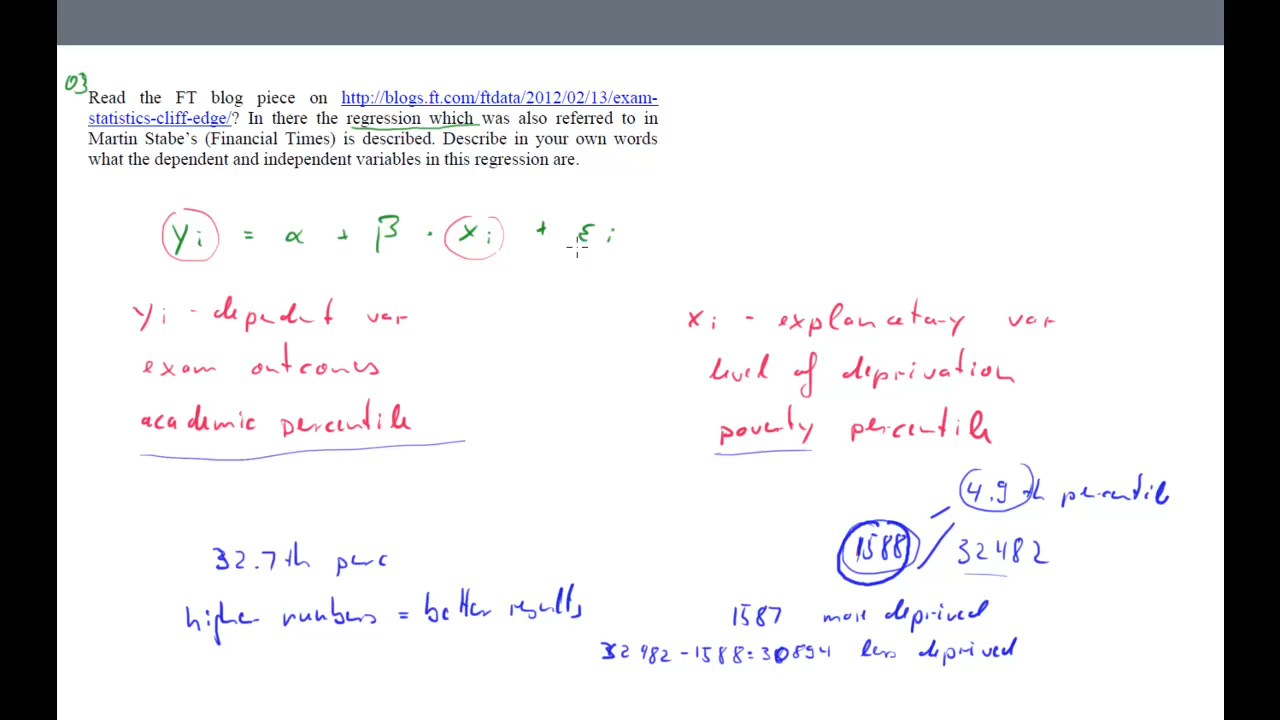 03
Read the FT blog piece on http://blogs.ft.com/ftdata/2012/02/13/exam-
statistics-cliff-edge/? In there the regression which was also referred to in
Martin Stabe's (Financial Times) is described. Describe in your own words
what the dependent and independent variables in this regression are.
yi = α + β · xi + εi
yi - dependent var
exam outcomes
academic percentile
xi - explanatory var
level of deprivation
poverty percentile
4.9th percentile
1588 / 32482
32.7th perc
higher numbers = better results
1587 more deprived
32482 - 1588 = 30894 less deprived